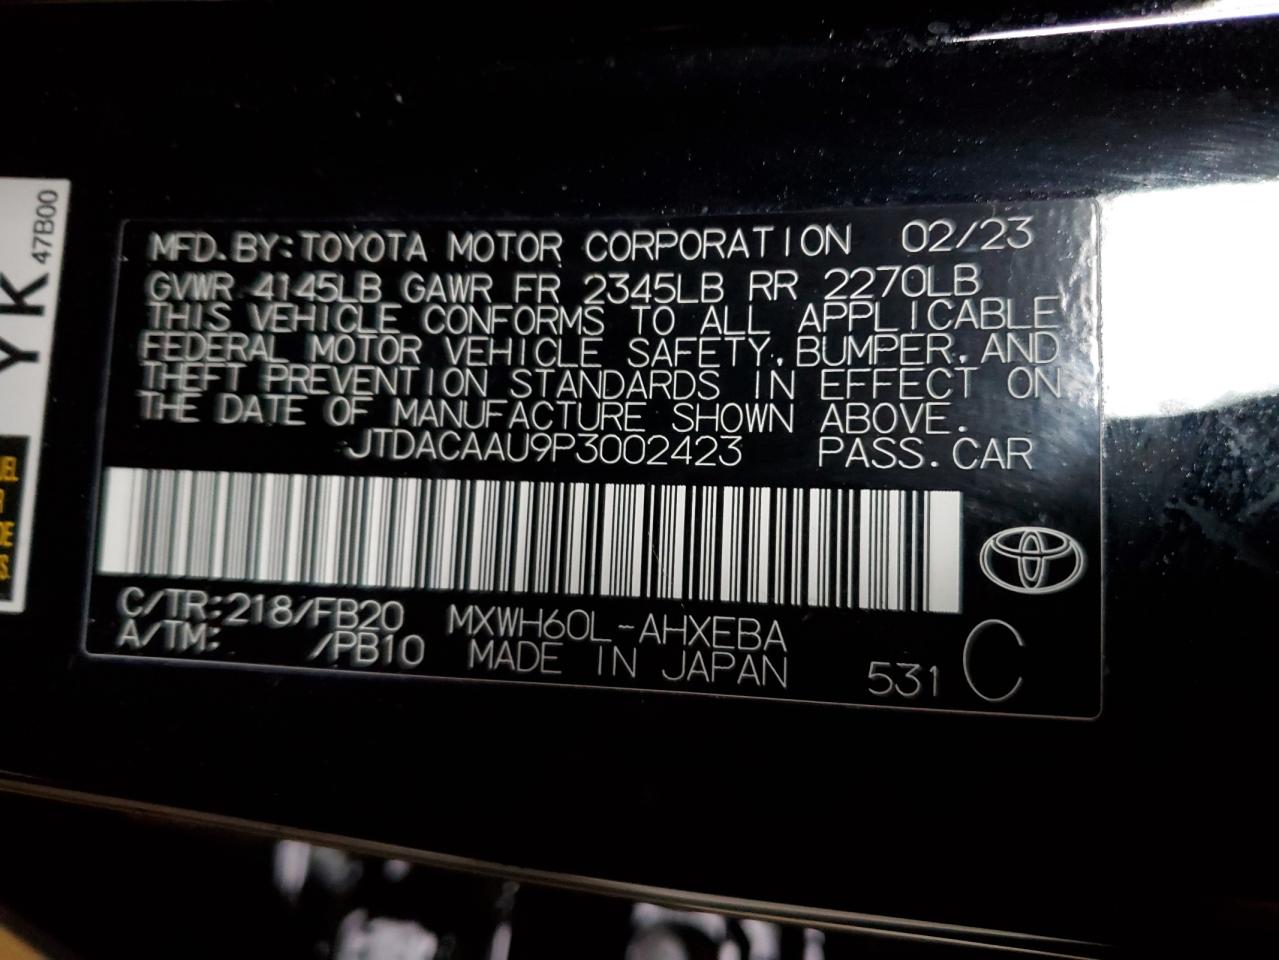 47B00
YK
MFD.BY:TOYOTA MOTOR CORPORATION 02/23
GVWR 4145LB GAWR FR 2345LB RR 2270LB
THIS VEHICLE CONFORMS TO ALL APPLICABLE
FEDERAL MOTOR VEHICLE SAFETY,BUMPER,AND
THEFT PREVENTION STANDARDS IN EFFECT ON
THE DATE OF MANUFACTURE SHOWN ABOVE.
JTDACAAU9P3002423 PASS.CAR
C/TR:218/FB20 MXWH60L-AHXEBA
A/TM: /PB10 MADE IN JAPAN 531 C